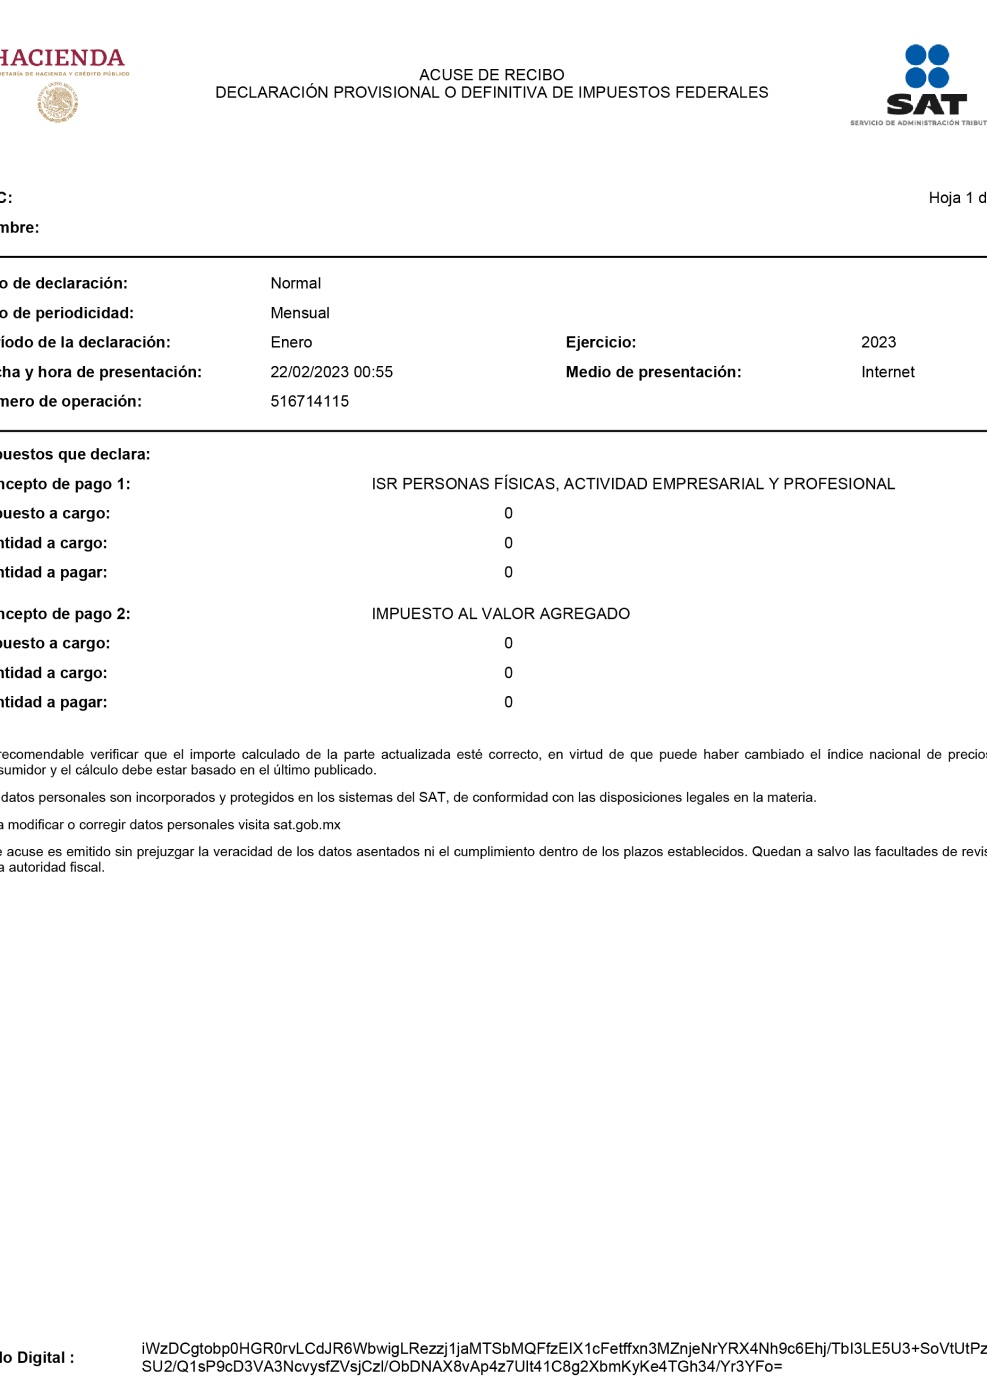 HACIENDA
SECRETARÍA DE HACIENDA Y CRÉDITO PÚBLICO
ACUSE DE RECIBO
DECLARACIÓN PROVISIONAL O DEFINITIVA DE IMPUESTOS FEDERALES
SAT
SERVICIO DE ADMINISTRACIÓN TRIBUT
C:
Hoja 1 d
mbre:
o de declaración: Normal
o de periodicidad: Mensual
ríodo de la declaración: Enero Ejercicio: 2023
cha y hora de presentación: 22/02/2023 00:55 Medio de presentación: Internet
mero de operación: 516714115
puestos que declara:
ncepto de pago 1: ISR PERSONAS FÍSICAS, ACTIVIDAD EMPRESARIAL Y PROFESIONAL
puesto a cargo: 0
ntidad a cargo: 0
ntidad a pagar: 0
ncepto de pago 2: IMPUESTO AL VALOR AGREGADO
puesto a cargo: 0
ntidad a cargo: 0
ntidad a pagar: 0
recomendable verificar que el importe calculado de la parte actualizada esté correcto, en virtud de que puede haber cambiado el índice nacional de precios
sumidor y el cálculo debe estar basado en el último publicado.
datos personales son incorporados y protegidos en los sistemas del SAT, de conformidad con las disposiciones legales en la materia.
a modificar o corregir datos personales visita sat.gob.mx
e acuse es emitido sin prejuzgar la veracidad de los datos asentados ni el cumplimiento dentro de los plazos establecidos. Quedan a salvo las facultades de revis
a autoridad fiscal.
lo Digital : iWzDCgtobp0HGR0rvLCdJR6WbwigLRezzj1jaMTSbMQFfzEIX1cFetffxn3MZnjeNrYRX4Nh9c6Ehj/TbI3LE5U3+SoVtUtPz
SU2/Q1sP9cD3VA3NcvysfZVsjCzl/ObDNAX8vAp4z7Ult41C8g2XbmKyKe4TGh34/Yr3YFo=